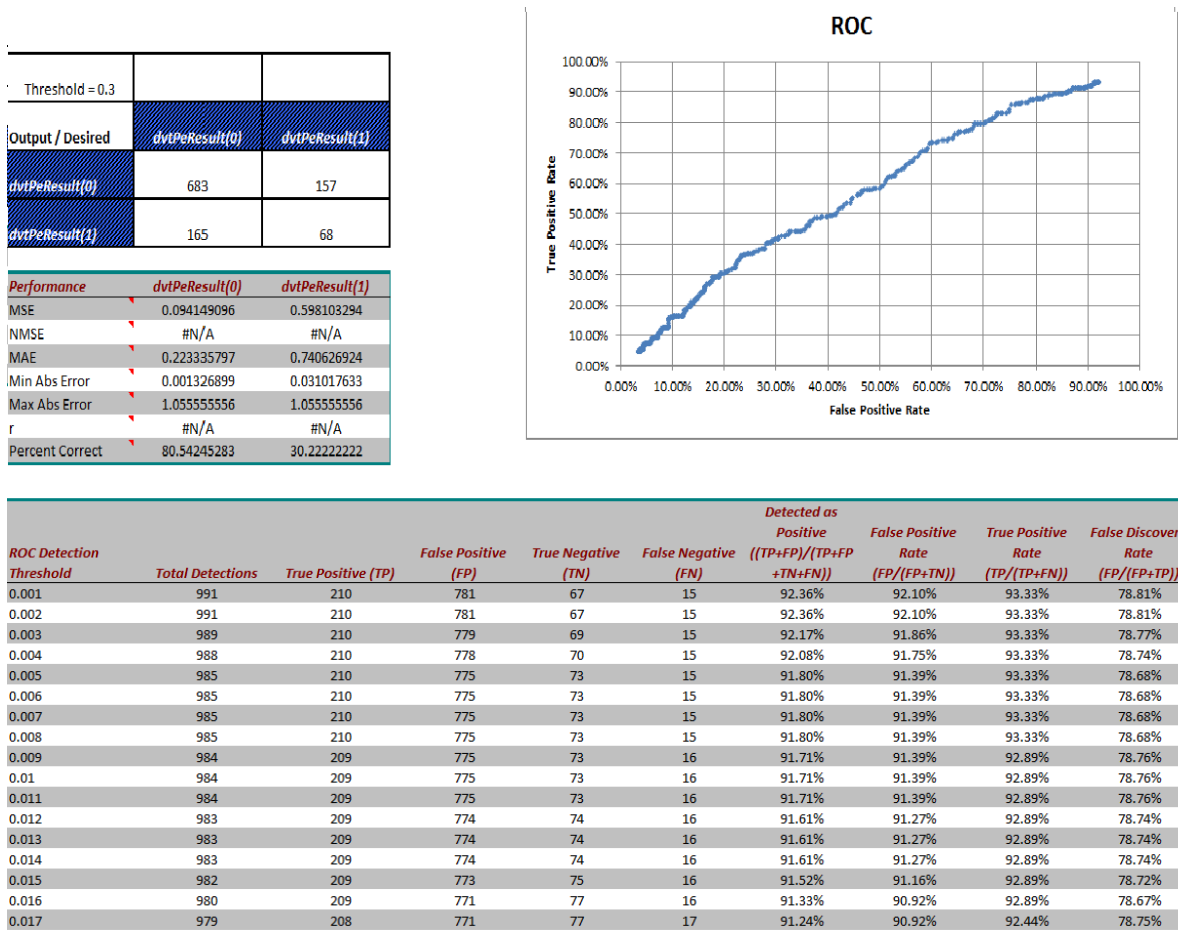 Threshold = 0.3
Output / Desired dvtPeResult(0) dvtPeResult(1)
dvtPeResult(0) 683 157
dvtPeResult(1) 165 68
Performance dvtPeResult(0) dvtPeResult(1)
MSE 0.094149096 0.598103294
NMSE #N/A #N/A
MAE 0.223335797 0.740626924
Min Abs Error 0.001326899 0.031017633
Max Abs Error 1.055555556 1.055555556
r #N/A #N/A
Percent Correct 80.54245283 30.22222222
ROC
100.00%
90.00%
80.00%
70.00%
60.00%
50.00%
40.00%
30.00%
20.00%
10.00%
0.00%
True Positive Rate
0.00% 10.00% 20.00% 30.00% 40.00% 50.00% 60.00% 70.00% 80.00% 90.00% 100.00%
False Positive Rate
ROC Detection Threshold Total Detections True Positive (TP) False Positive (FP) True Negative (TN) False Negative (FN) Detected as Positive ((TP+FP)/(TP+FP+TN+FN)) False Positive Rate (FP/(FP+TN)) True Positive Rate (TP/(TP+FN)) False Discover Rate (FP/(FP+TP))
0.001 991 210 781 67 15 92.36% 92.10% 93.33% 78.81%
0.002 991 210 781 67 15 92.36% 92.10% 93.33% 78.81%
0.003 989 210 779 69 15 92.17% 91.86% 93.33% 78.77%
0.004 988 210 778 70 15 92.08% 91.75% 93.33% 78.74%
0.005 985 210 775 73 15 91.80% 91.39% 93.33% 78.68%
0.006 985 210 775 73 15 91.80% 91.39% 93.33% 78.68%
0.007 985 210 775 73 15 91.80% 91.39% 93.33% 78.68%
0.008 985 210 775 73 15 91.80% 91.39% 93.33% 78.68%
0.009 984 209 775 73 16 91.71% 91.39% 92.89% 78.76%
0.01 984 209 775 73 16 91.71% 91.39% 92.89% 78.76%
0.011 984 209 775 73 16 91.71% 91.39% 92.89% 78.76%
0.012 983 209 774 74 16 91.61% 91.27% 92.89% 78.74%
0.013 983 209 774 74 16 91.61% 91.27% 92.89% 78.74%
0.014 983 209 774 74 16 91.61% 91.27% 92.89% 78.74%
0.015 982 209 773 75 16 91.52% 91.16% 92.89% 78.72%
0.016 980 209 771 77 16 91.33% 90.92% 92.89% 78.67%
0.017 979 208 771 77 17 91.24% 90.92% 92.44% 78.75%